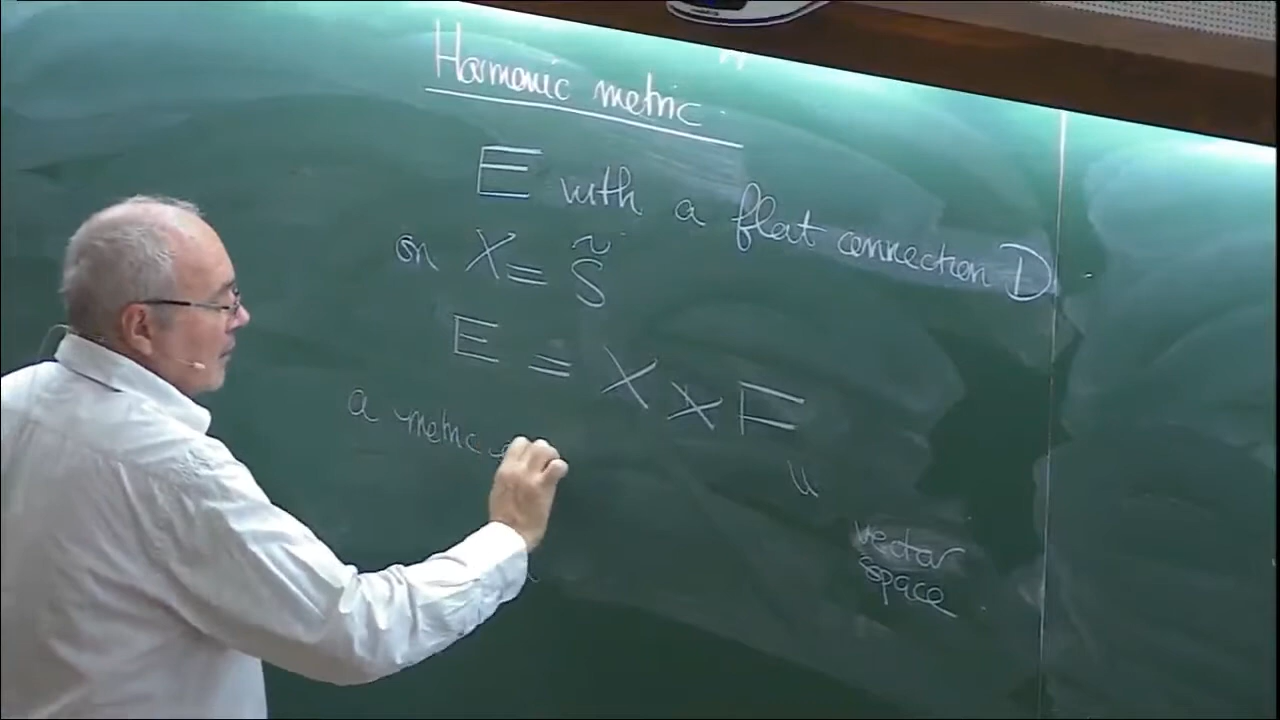 Harmonic metric
E with a flat connection D.
on X = S̃
E = X × F
a metric
vector
space